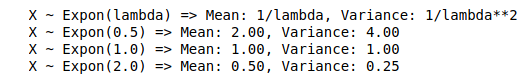 X ~ Expon(lambda) => Mean: 1/lambda, Variance: 1/lambda**2
X ~ Expon(0.5) => Mean: 2.00, Variance: 4.00
X ~ Expon(1.0) => Mean: 1.00, Variance: 1.00
X ~ Expon(2.0) => Mean: 0.50, Variance: 0.25